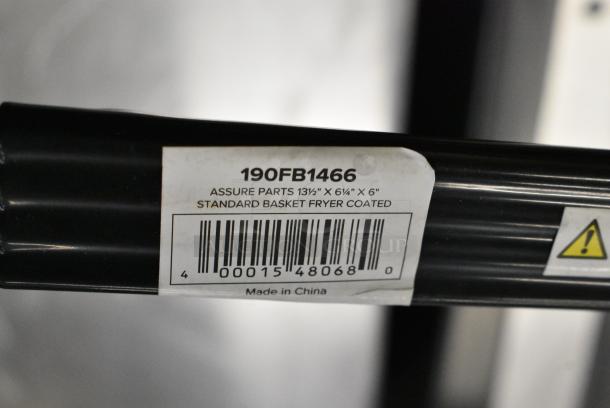 190FB1466
ASSURE PARTS 13½" X 6¼" X 6"
STANDARD BASKET FRYER COATED
4 00015 48068 0
Made in China